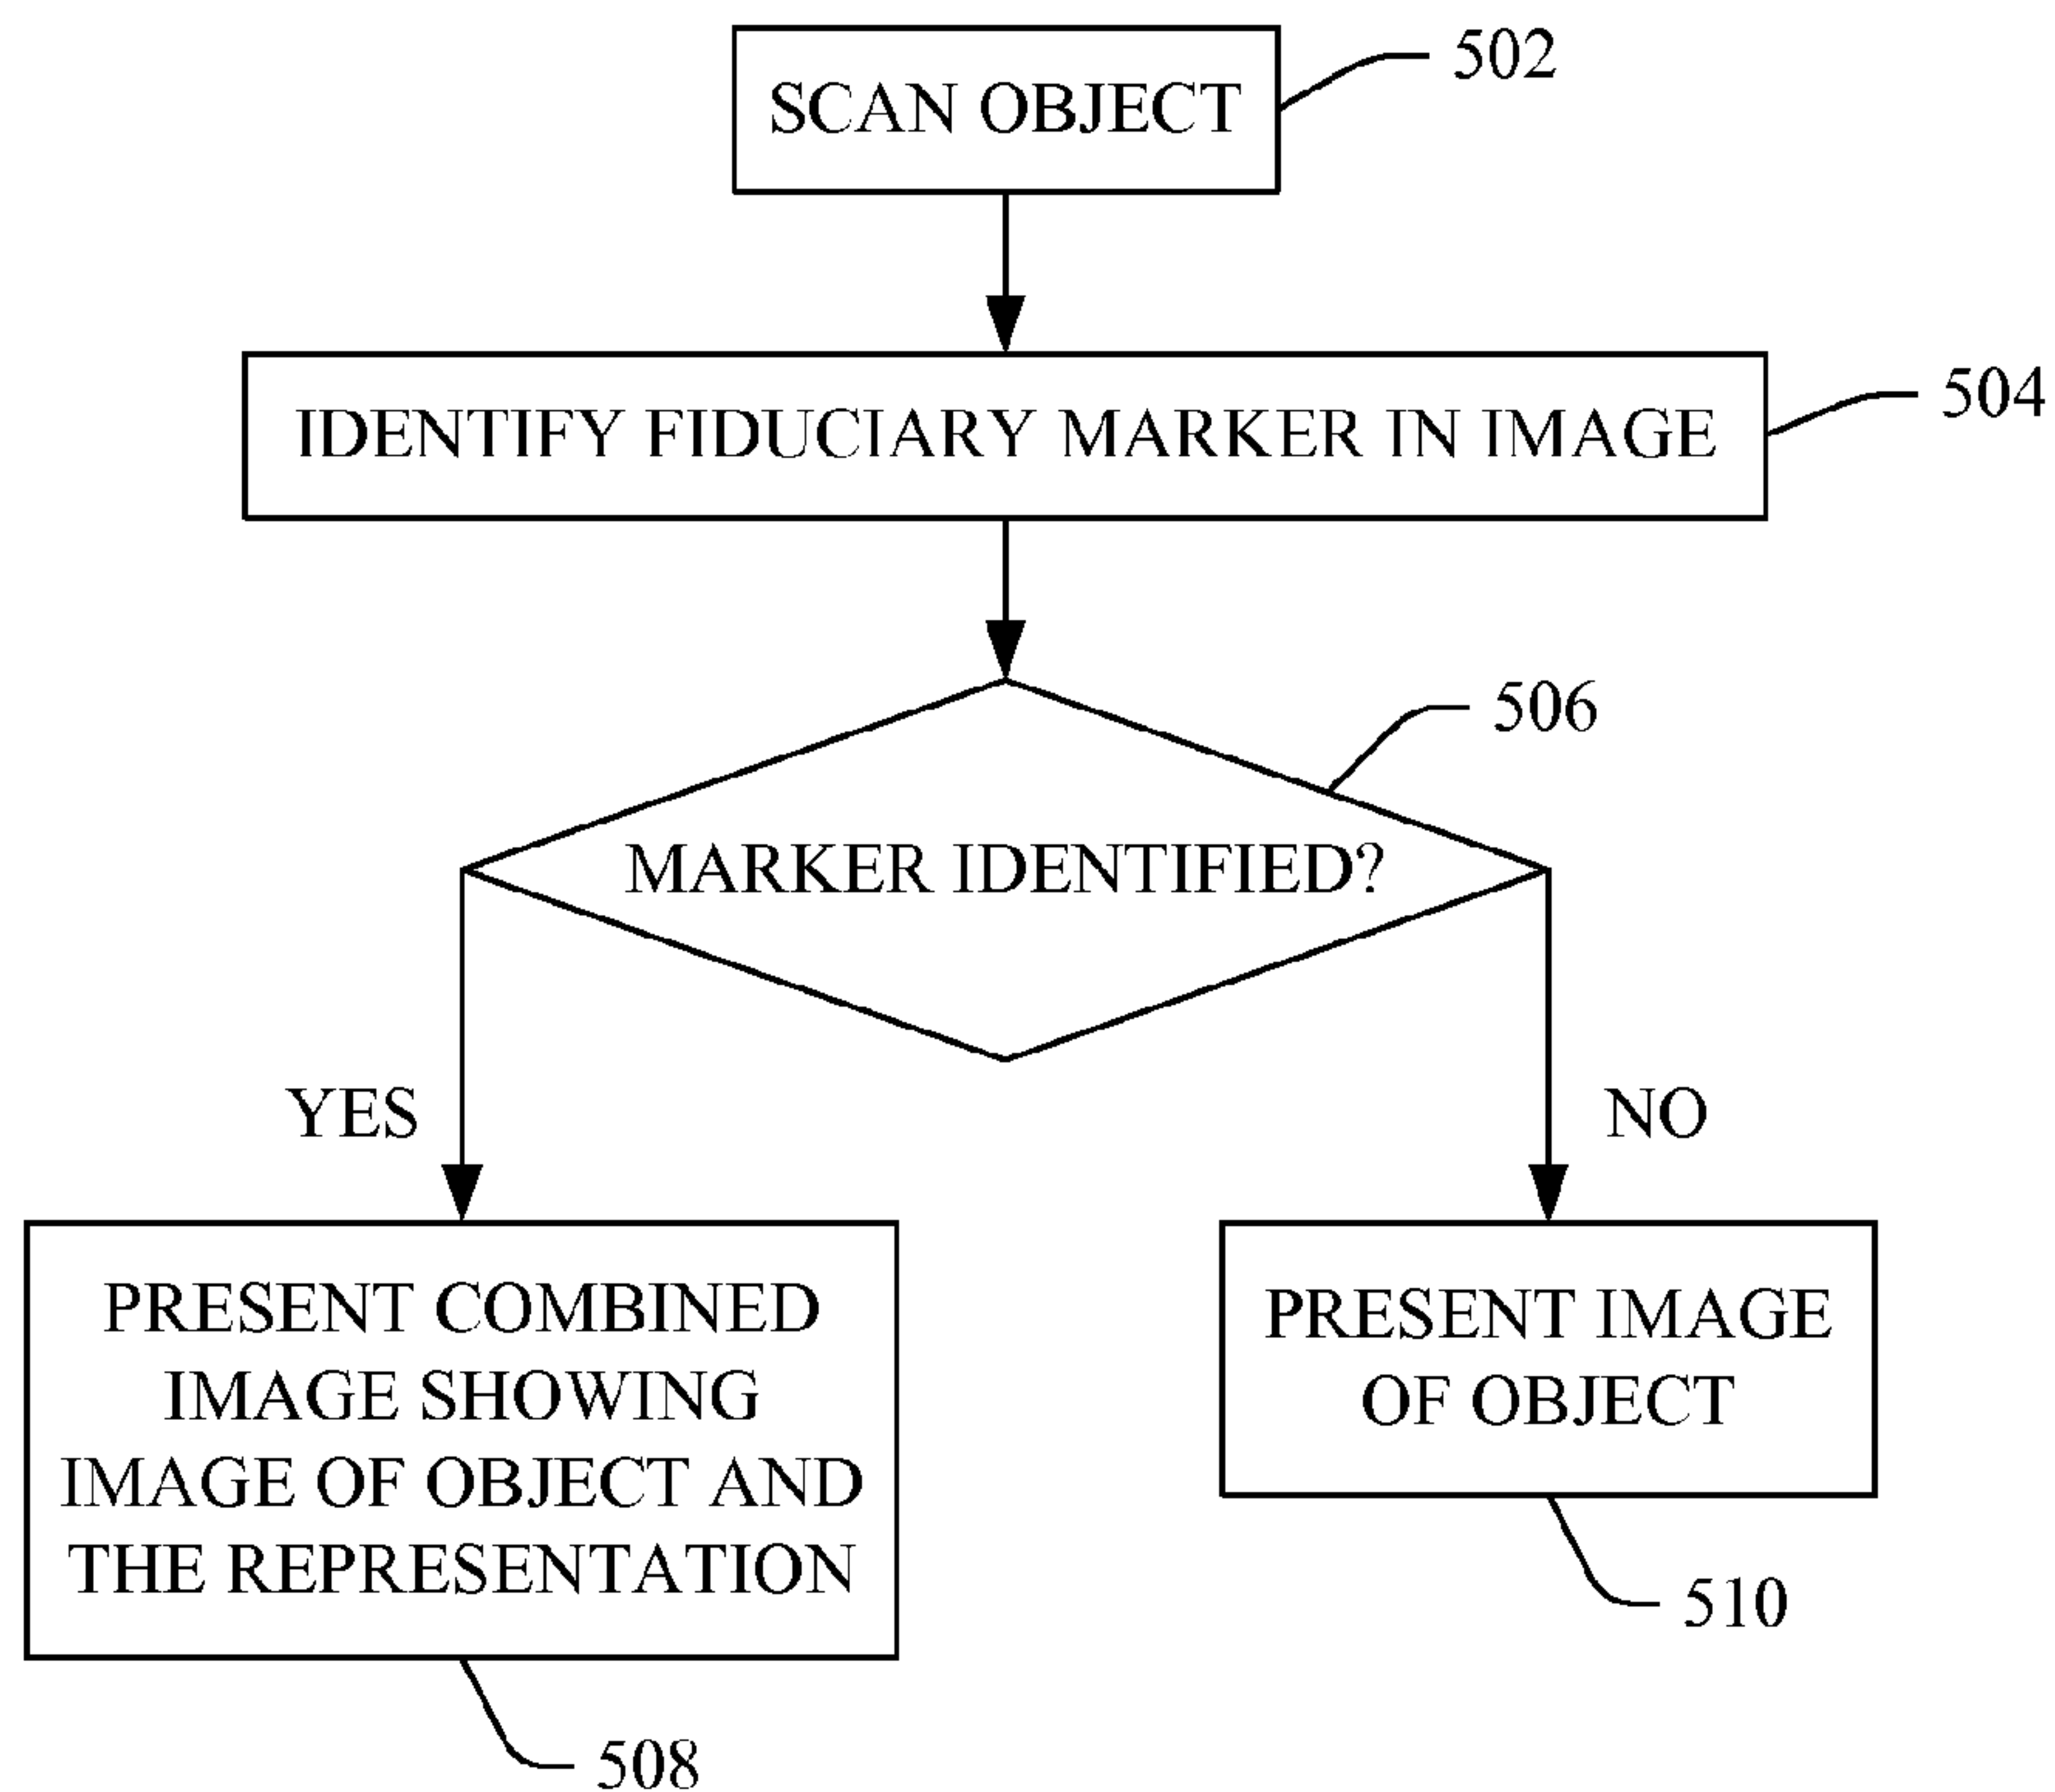 SCAN OBJECT
502
IDENTIFY FIDUCIARY MARKER IN IMAGE
504
506
MARKER IDENTIFIED?
YES
NO
PRESENT COMBINED
IMAGE SHOWING
IMAGE OF OBJECT AND
THE REPRESENTATION
508
PRESENT IMAGE
OF OBJECT
510